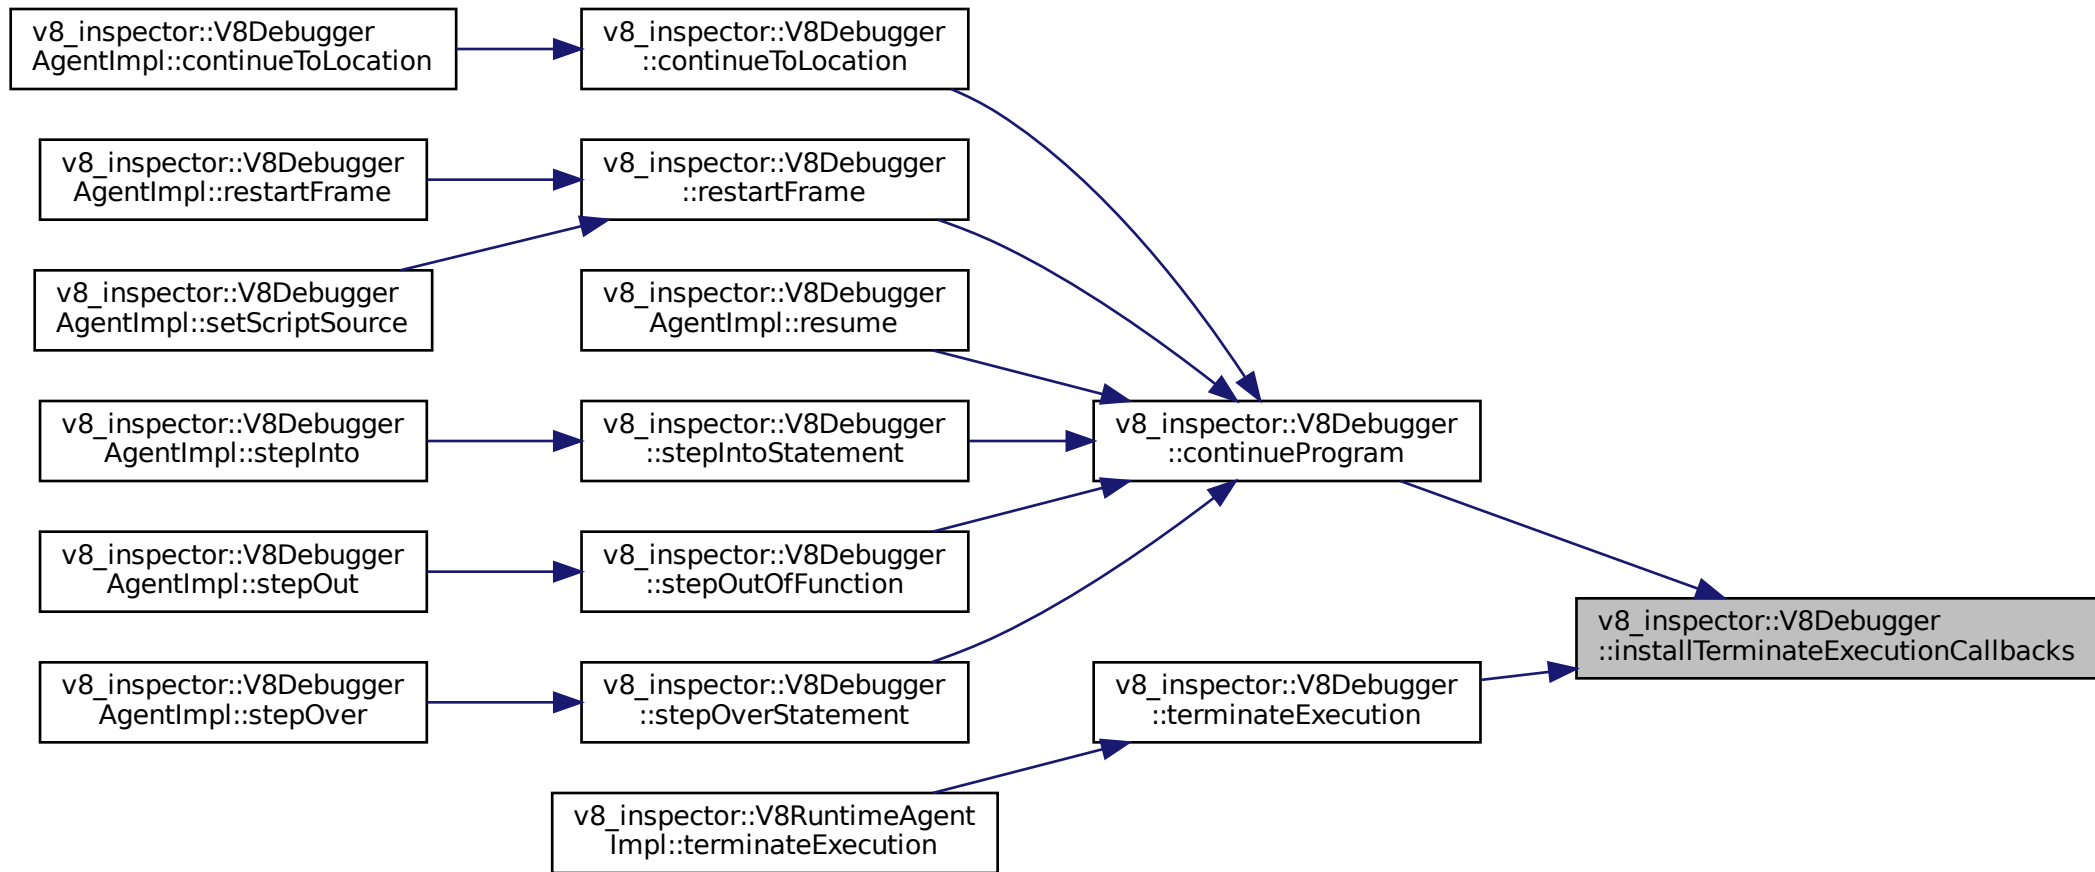 v8_inspector::V8Debugger
AgentImpl::continueToLocation
v8_inspector::V8Debugger
::continueToLocation
v8_inspector::V8Debugger
AgentImpl::restartFrame
v8_inspector::V8Debugger
::restartFrame
v8_inspector::V8Debugger
AgentImpl::setScriptSource
v8_inspector::V8Debugger
AgentImpl::resume
v8_inspector::V8Debugger
AgentImpl::stepInto
v8_inspector::V8Debugger
::stepIntoStatement
v8_inspector::V8Debugger
::continueProgram
v8_inspector::V8Debugger
AgentImpl::stepOut
v8_inspector::V8Debugger
::stepOutOfFunction
v8_inspector::V8Debugger
::installTerminateExecutionCallbacks
v8_inspector::V8Debugger
AgentImpl::stepOver
v8_inspector::V8Debugger
::stepOverStatement
v8_inspector::V8Debugger
::terminateExecution
v8_inspector::V8RuntimeAgent
Impl::terminateExecution